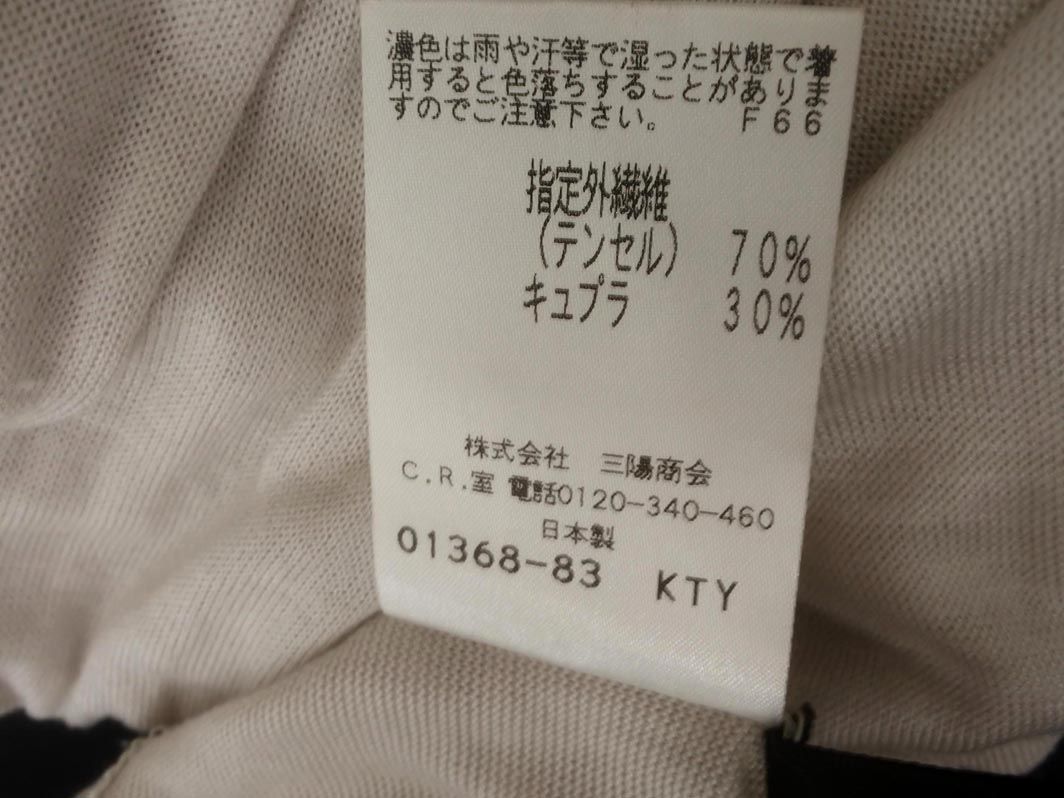 濃色は雨や汗等で湿った状態で着
用すると色落ちすることがありま
すのでご注意下さい。 F66
指定外繊維
(テンセル) 70%
キュプラ 30%
株式会社 三陽商会
C.R.室 電話0120-340-460
日本製
01368-83 KTY